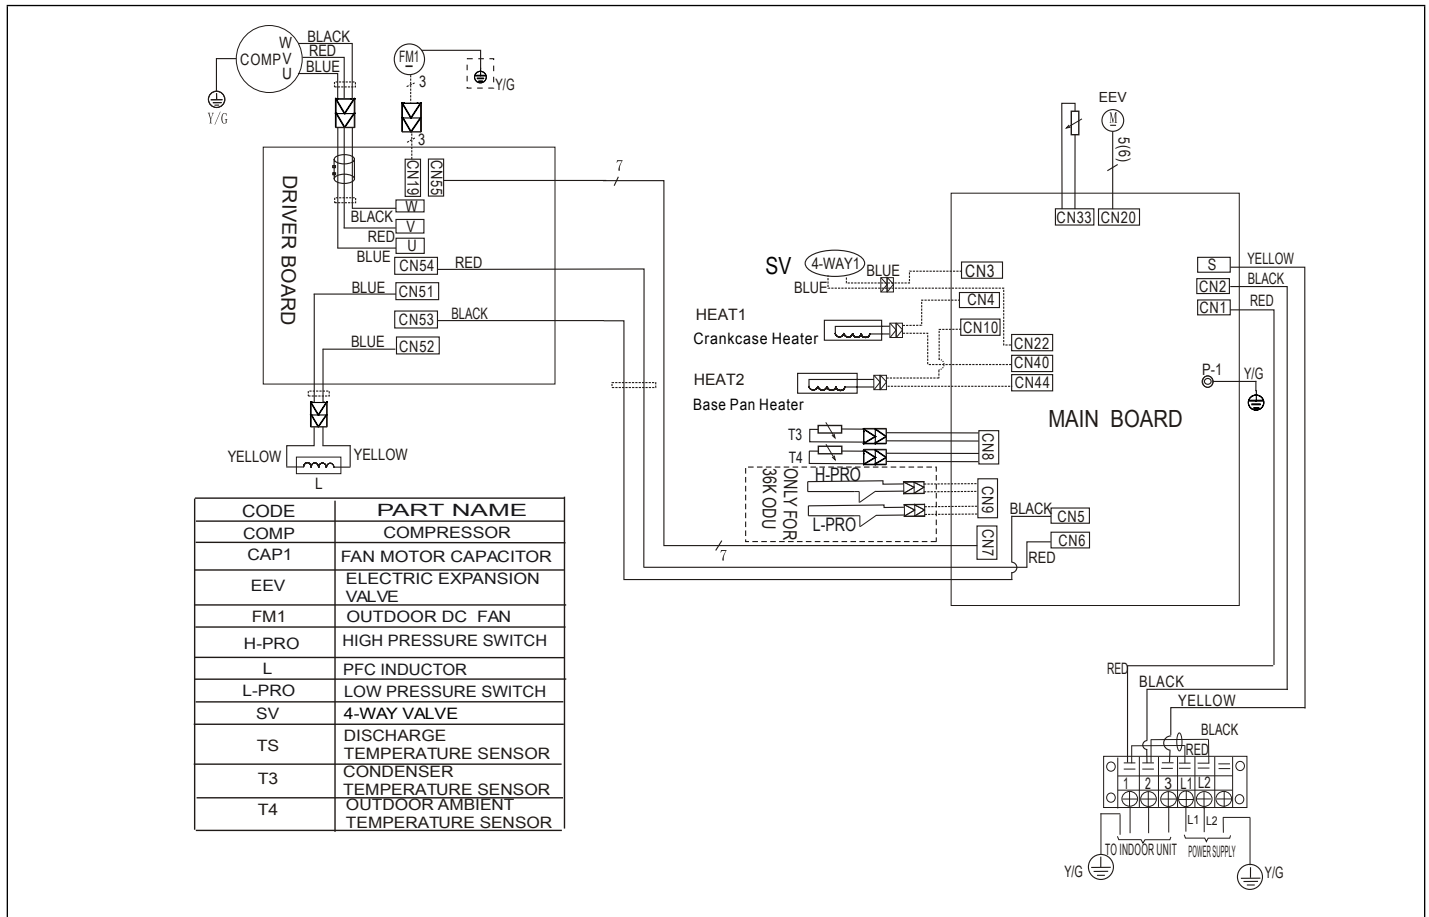 BLACK
RED
BLUE
W
V
U
COMP
Y/G
FM1
3
Y/G
3
DRIVER BOARD
CN19
CN55
7
W
BLACK
V
RED
U
BLUE
CN54
RED
BLUE
CN51
CN53
BLACK
BLUE
CN52
YELLOW
YELLOW
L
EEV
M
5(6)
CN33
CN20
SV
4-WAY1
BLUE
BLUE
CN3
CN4
HEAT1
Crankcase Heater
CN10
CN22
CN40
HEAT2
Base Pan Heater
CN44
T3
T4
CN8
ONLY FOR
36K ODU
H-PRO
L-PRO
CN9
CN7
7
BLACK
CN5
CN6
RED
MAIN BOARD
S
YELLOW
CN2
BLACK
CN1
RED
P-1
Y/G
RED
BLACK
YELLOW
BLACK
RED
1
2
3
L1
L2
L1
L2
TO INDOOR UNIT
POWER SUPPLY
Y/G
Y/G
CODE PART NAME
COMP COMPRESSOR
CAP1 FAN MOTOR CAPACITOR
EEV ELECTRIC EXPANSION
VALVE
FM1 OUTDOOR DC FAN
H-PRO HIGH PRESSURE SWITCH
L PFC INDUCTOR
L-PRO LOW PRESSURE SWITCH
SV 4-WAY VALVE
TS DISCHARGE
TEMPERATURE SENSOR
T3 CONDENSER
TEMPERATURE SENSOR
T4 OUTDOOR AMBIENT
TEMPERATURE SENSOR